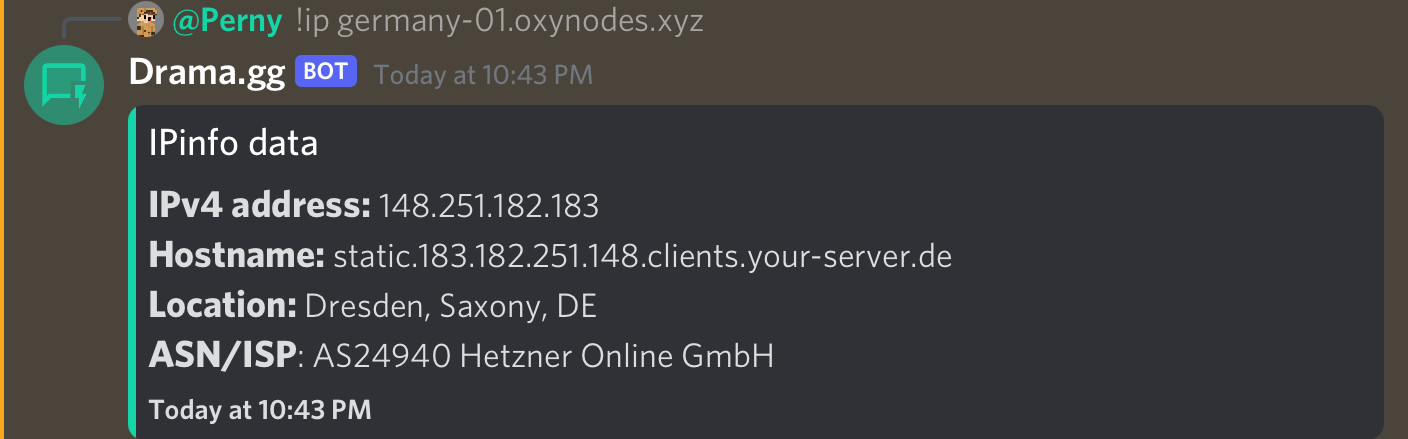 @Perny !ip germany-01.oxynodes.xyz
Drama.gg BOT Today at 10:43 PM
IPinfo data
IPv4 address: 148.251.182.183
Hostname: static.183.182.251.148.clients.your-server.de
Location: Dresden, Saxony, DE
ASN/ISP: AS24940 Hetzner Online GmbH
Today at 10:43 PM